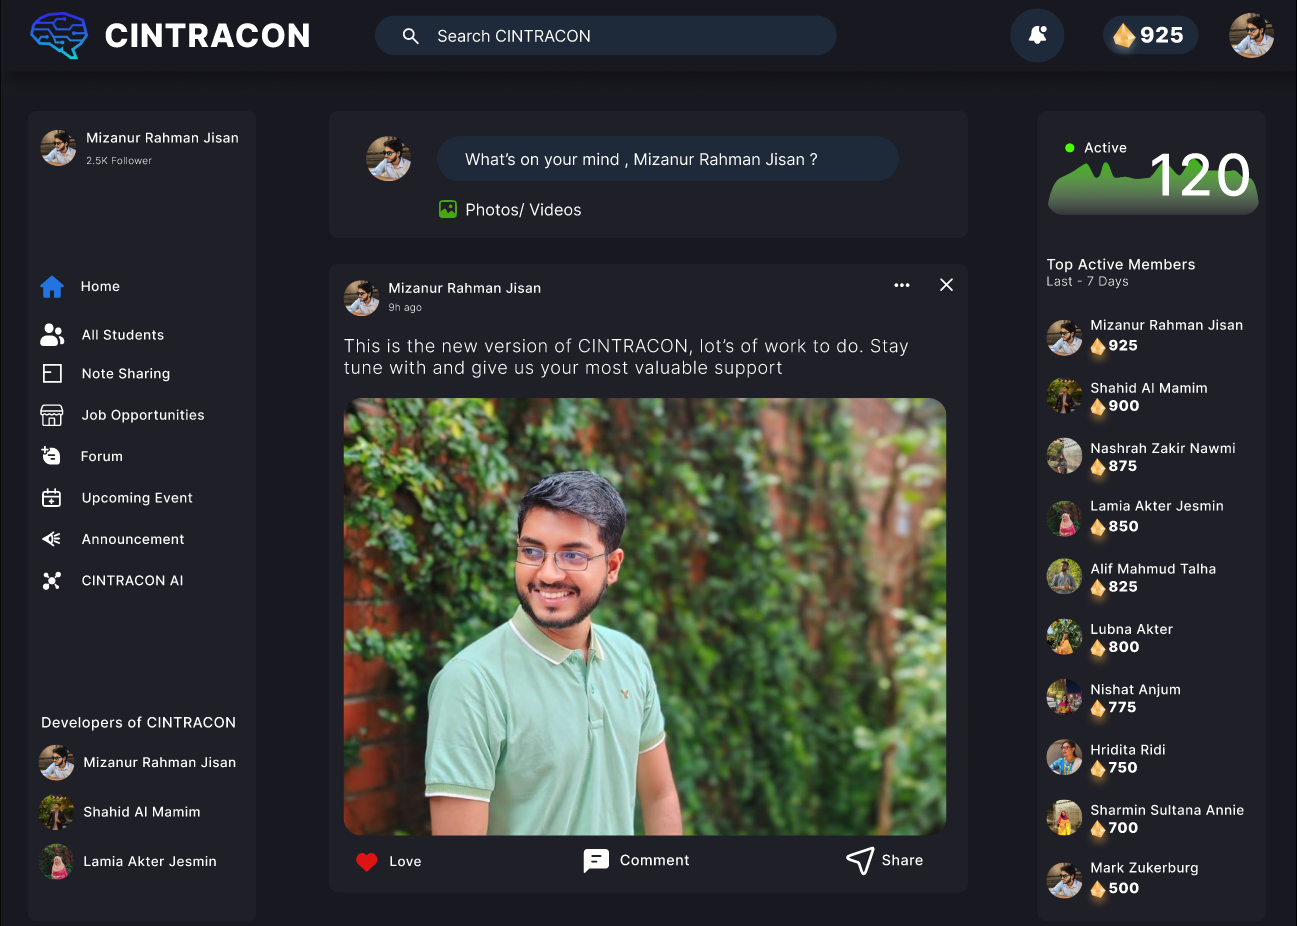 CINTRACON
Search CINTRACON
925
Mizanur Rahman Jisan
2.5K Follower
Home
All Students
Note Sharing
Job Opportunities
Forum
Upcoming Event
Announcement
CINTRACON AI
Developers of CINTRACON
Mizanur Rahman Jisan
Shahid Al Mamim
Lamia Akter Jesmin
What's on your mind , Mizanur Rahman Jisan ?
Photos/ Videos
Mizanur Rahman Jisan
9h ago
This is the new version of CINTRACON, lot's of work to do. Stay
tune with and give us your most valuable support
Love
Comment
Share
Active
120
Top Active Members
Last - 7 Days
Mizanur Rahman Jisan
925
Shahid Al Mamim
900
Nashrah Zakir Nawmi
875
Lamia Akter Jesmin
850
Alif Mahmud Talha
825
Lubna Akter
800
Nishat Anjum
775
Hridita Ridi
750
Sharmin Sultana Annie
700
Mark Zukerburg
500